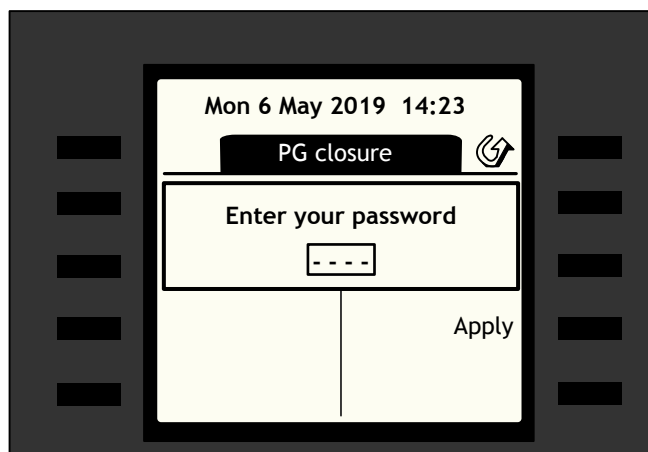 Mon 6 May 2019 14:23
PG closure
Enter your password
- - - -
Apply